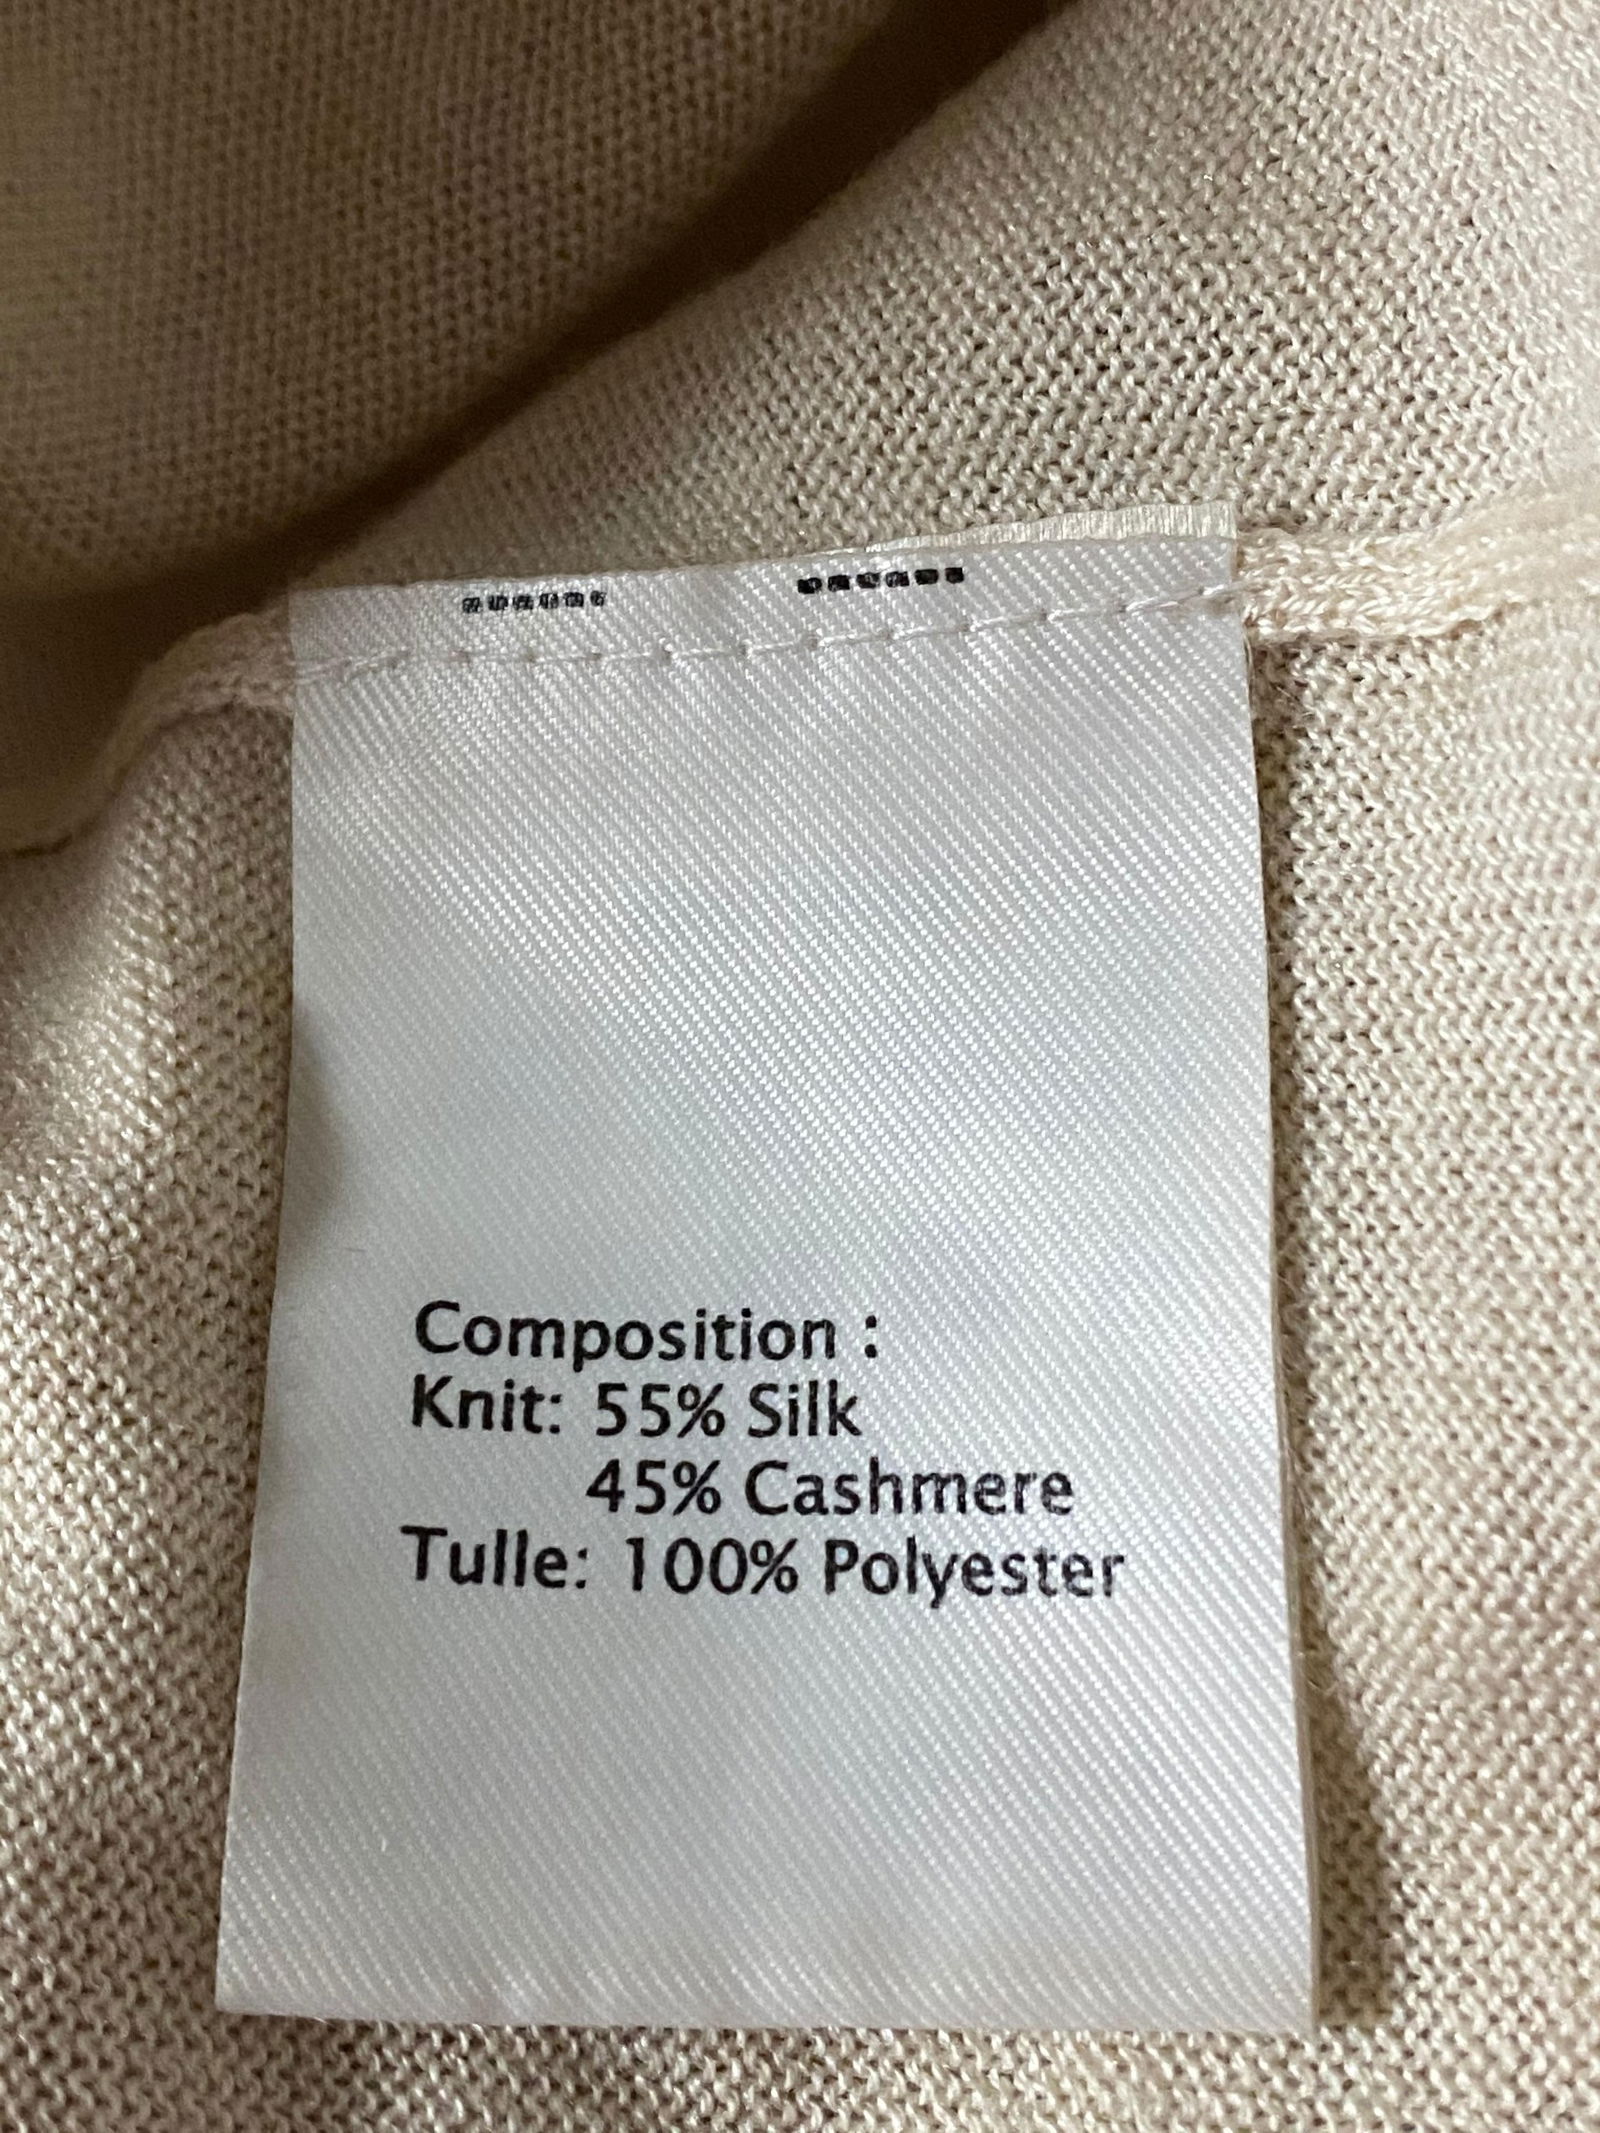 Composition :
Knit: 55% Silk
45% Cashmere
Tulle: 100% Polyester